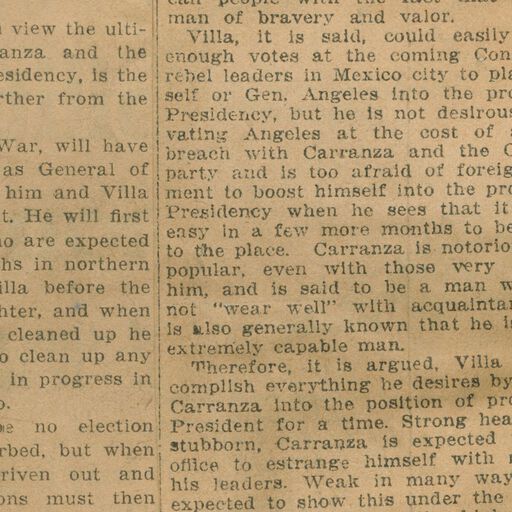 view the ulti-
anza and the
esidency, is the
rther from the
War, will have
as General of
him and Villa
t. He will first
no are expected
hs in northern
illa before the
hter, and when
cleaned up he
o clean up any
in progress in
o.
e no election
rbed, but when
riven out and
ons must then
can people with the fact that
man of bravery and valor.
Villa, it is said, could easily
enough votes at the coming Con
rebel leaders in Mexico city to pla
self or Gen. Angeles into the pro
Presidency, but he is not desirous
vating Angeles at the cost of a
breach with Carranza and the C
party and is too afraid of foreig
ment to boost himself into the pro
Presidency when he sees that it
easy in a few more months to be
to the place. Carranza is notorio
popular, even with those very
him, and is said to be a man w
not "wear well" with acquaintan
is also generally known that he is
extremely capable man.
Therefore, it is argued, Villa
complish everything he desires by
Carranza into the position of pro
President for a time. Strong hea
stubborn, Carranza is expected
office to estrange himself with
his leaders. Weak in many way
expected to show this under the